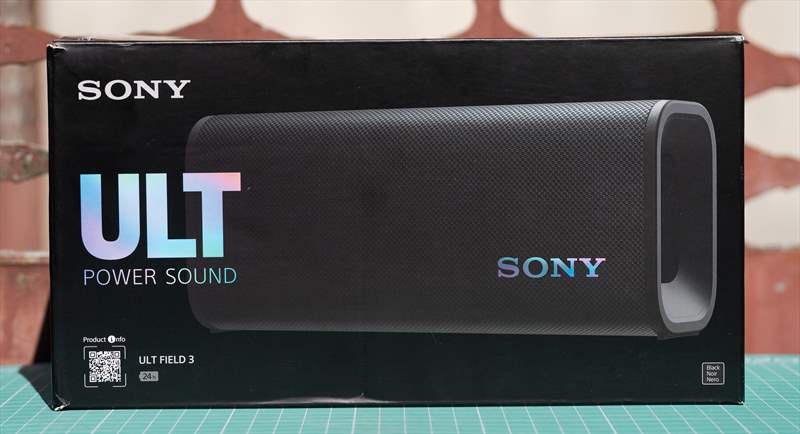 SONY
ULT
POWER SOUND
SONY
Product info
ULT FIELD 3
24h
Black
Noir
Nero